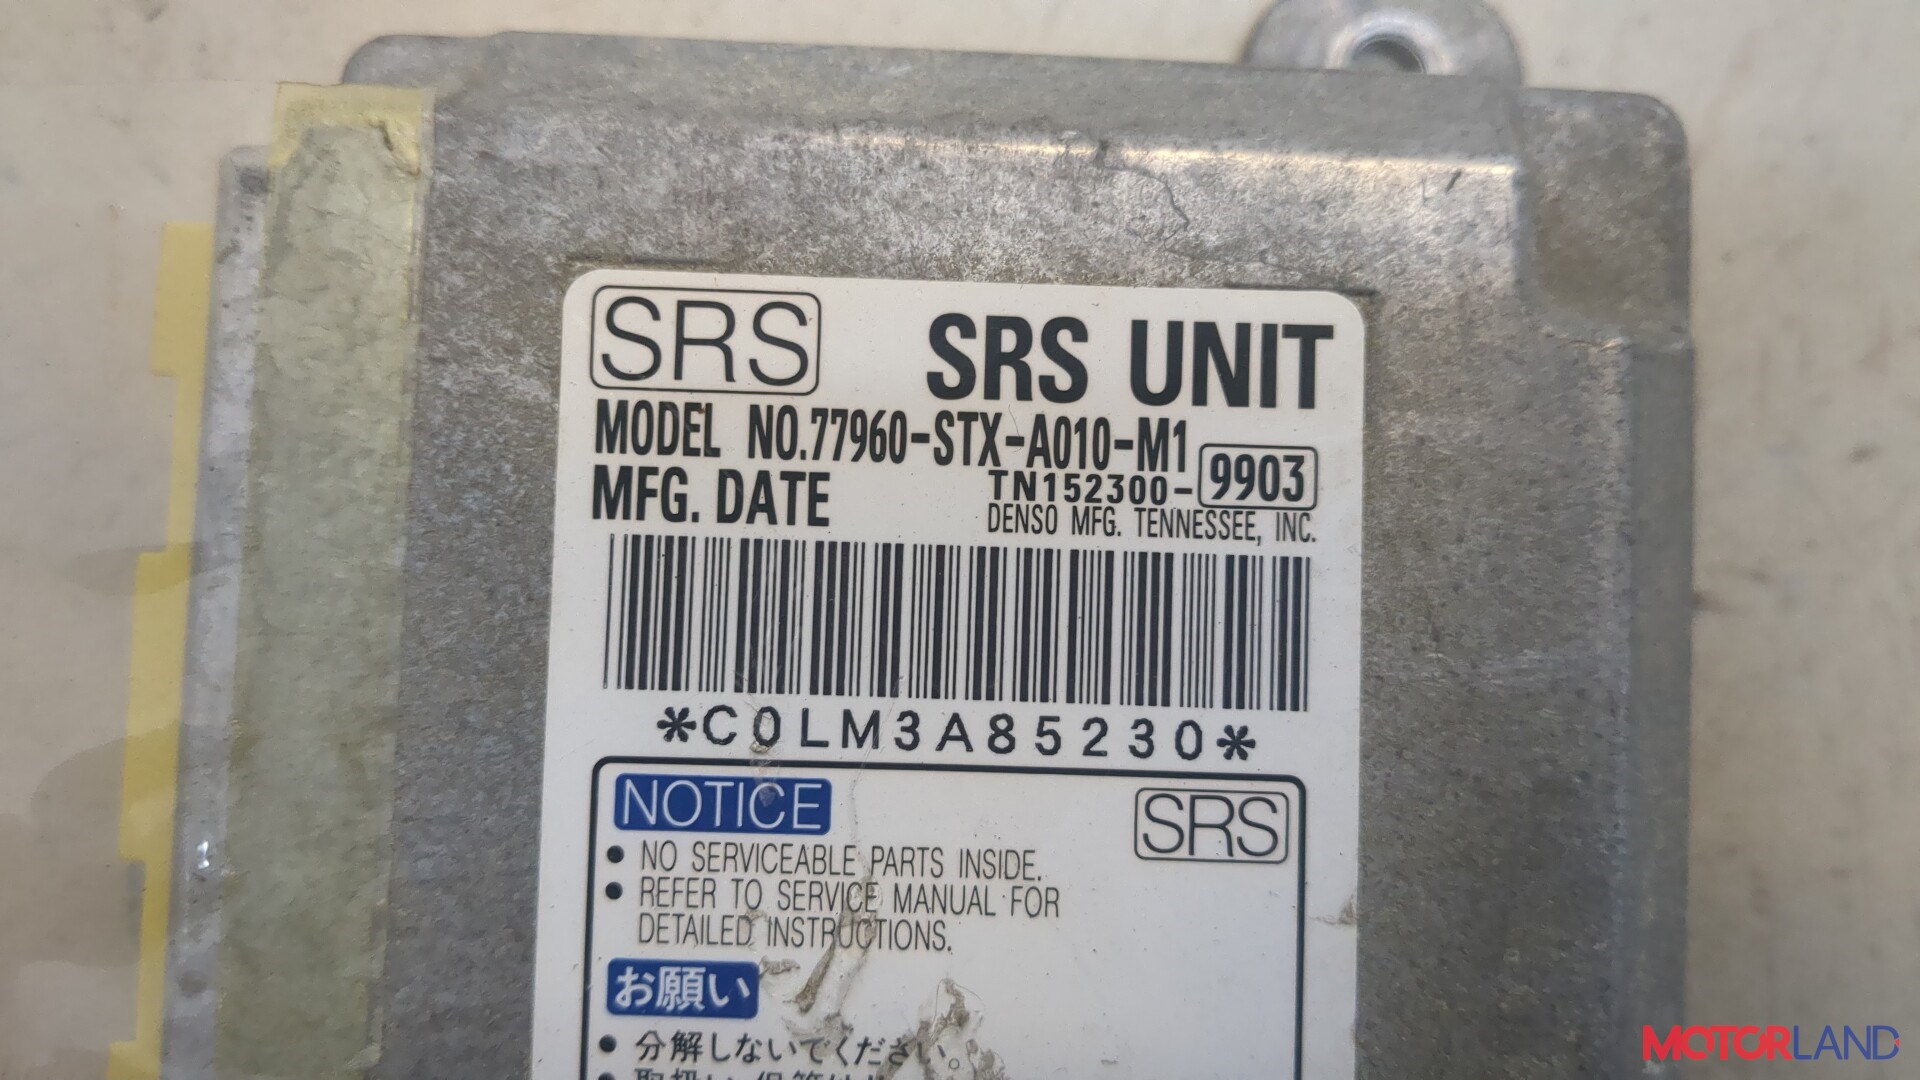 SRS SRS UNIT
MODEL NO.77960-STX-A010-M1
MFG. DATE TN152300-9903
DENSO MFG. TENNESSEE, INC.
*C0LM3A85230*
NOTICE SRS
• NO SERVICEABLE PARTS INSIDE.
• REFER TO SERVICE MANUAL FOR
DETAILED INSTRUCTIONS.
お願い
• 分解しないでください。
MOTORLAND